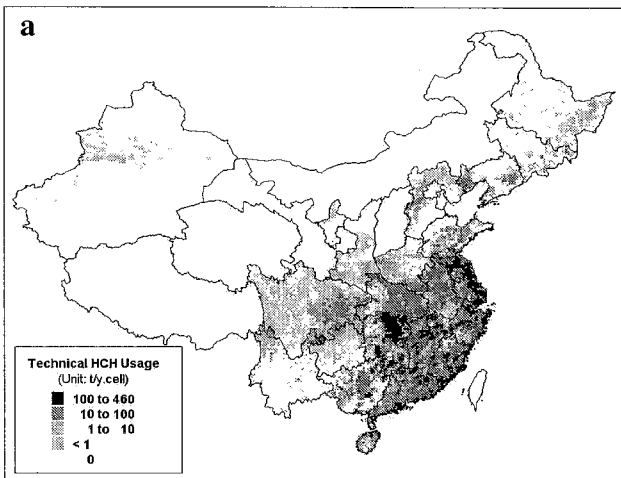 a
Technical HCH Usage
(Unit: t/y.cell)
100 to 460
10 to 100
1 to 10
< 1
0